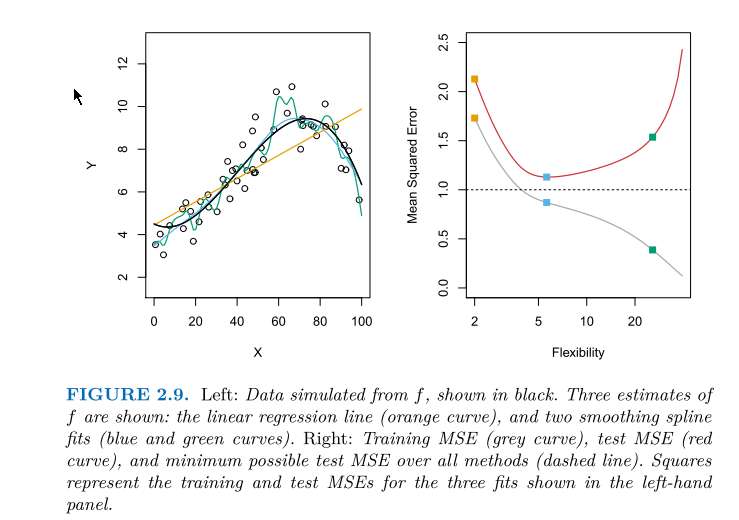 12
10
8
6
4
2
Y
0 20 40 60 80 100
X
2.5
2.0
1.5
1.0
0.5
0.0
Mean Squared Error
2 5 10 20
Flexibility
FIGURE 2.9. Left: Data simulated from f, shown in black. Three estimates of
f are shown: the linear regression line (orange curve), and two smoothing spline
fits (blue and green curves). Right: Training MSE (grey curve), test MSE (red
curve), and minimum possible test MSE over all methods (dashed line). Squares
represent the training and test MSEs for the three fits shown in the left-hand
panel.